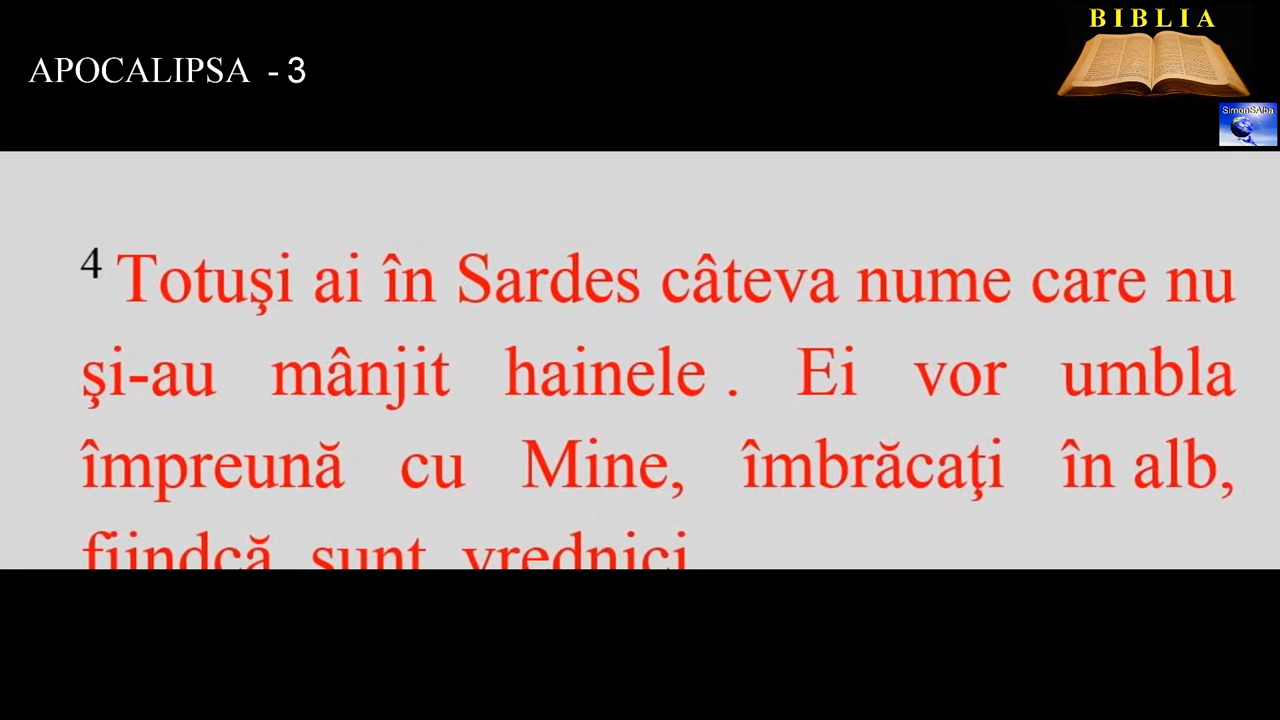 BIBLIA
APOCALIPSA - 3
SimonSAlba
4 Totuşi ai în Sardes câteva nume care nu
şi-au mânjit hainele . Ei vor umbla
împreună cu Mine, îmbrăcaţi în alb,
fiindcă sunt vrednici